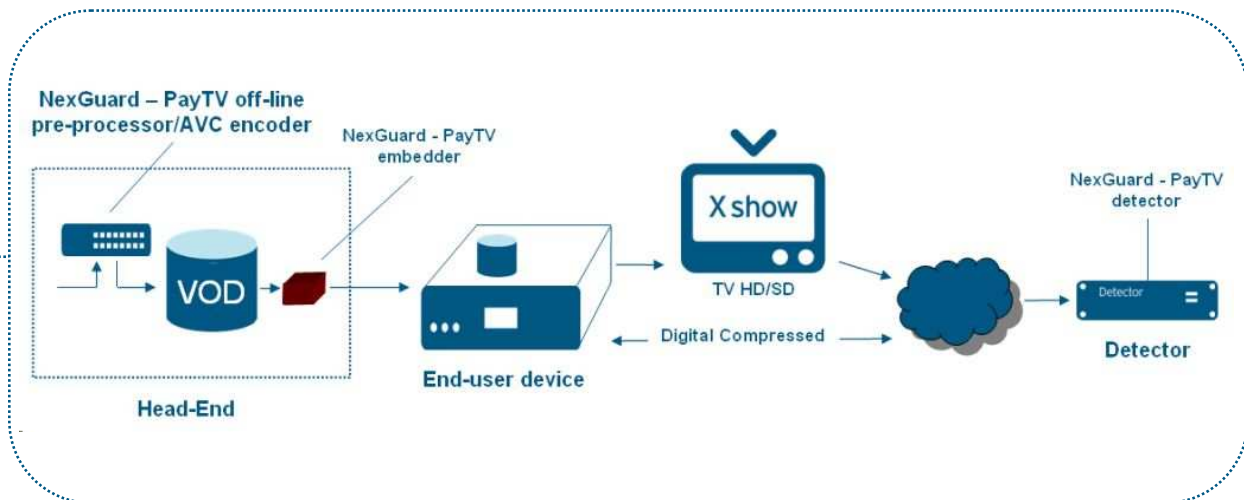 NexGuard – PayTV off-line
pre-processor/AVC encoder
NexGuard - PayTV
embedder
VOD
Head-End
End-user device
X show
TV HD/SD
Digital Compressed
NexGuard - PayTV
detector
Detector
Detector